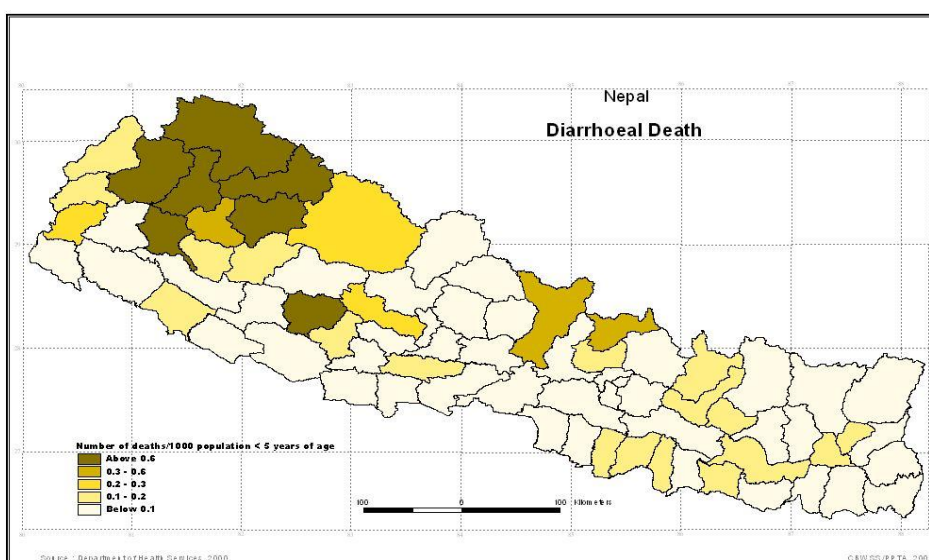 Nepal
Diarrhoeal Death
Number of deaths/1000 population < 5 years of age
Above 0.6
0.3 - 0.6
0.2 - 0.3
0.1 - 0.2
Below 0.1
100 0 100 Kilometers
Source : Department of Health Services, 2000